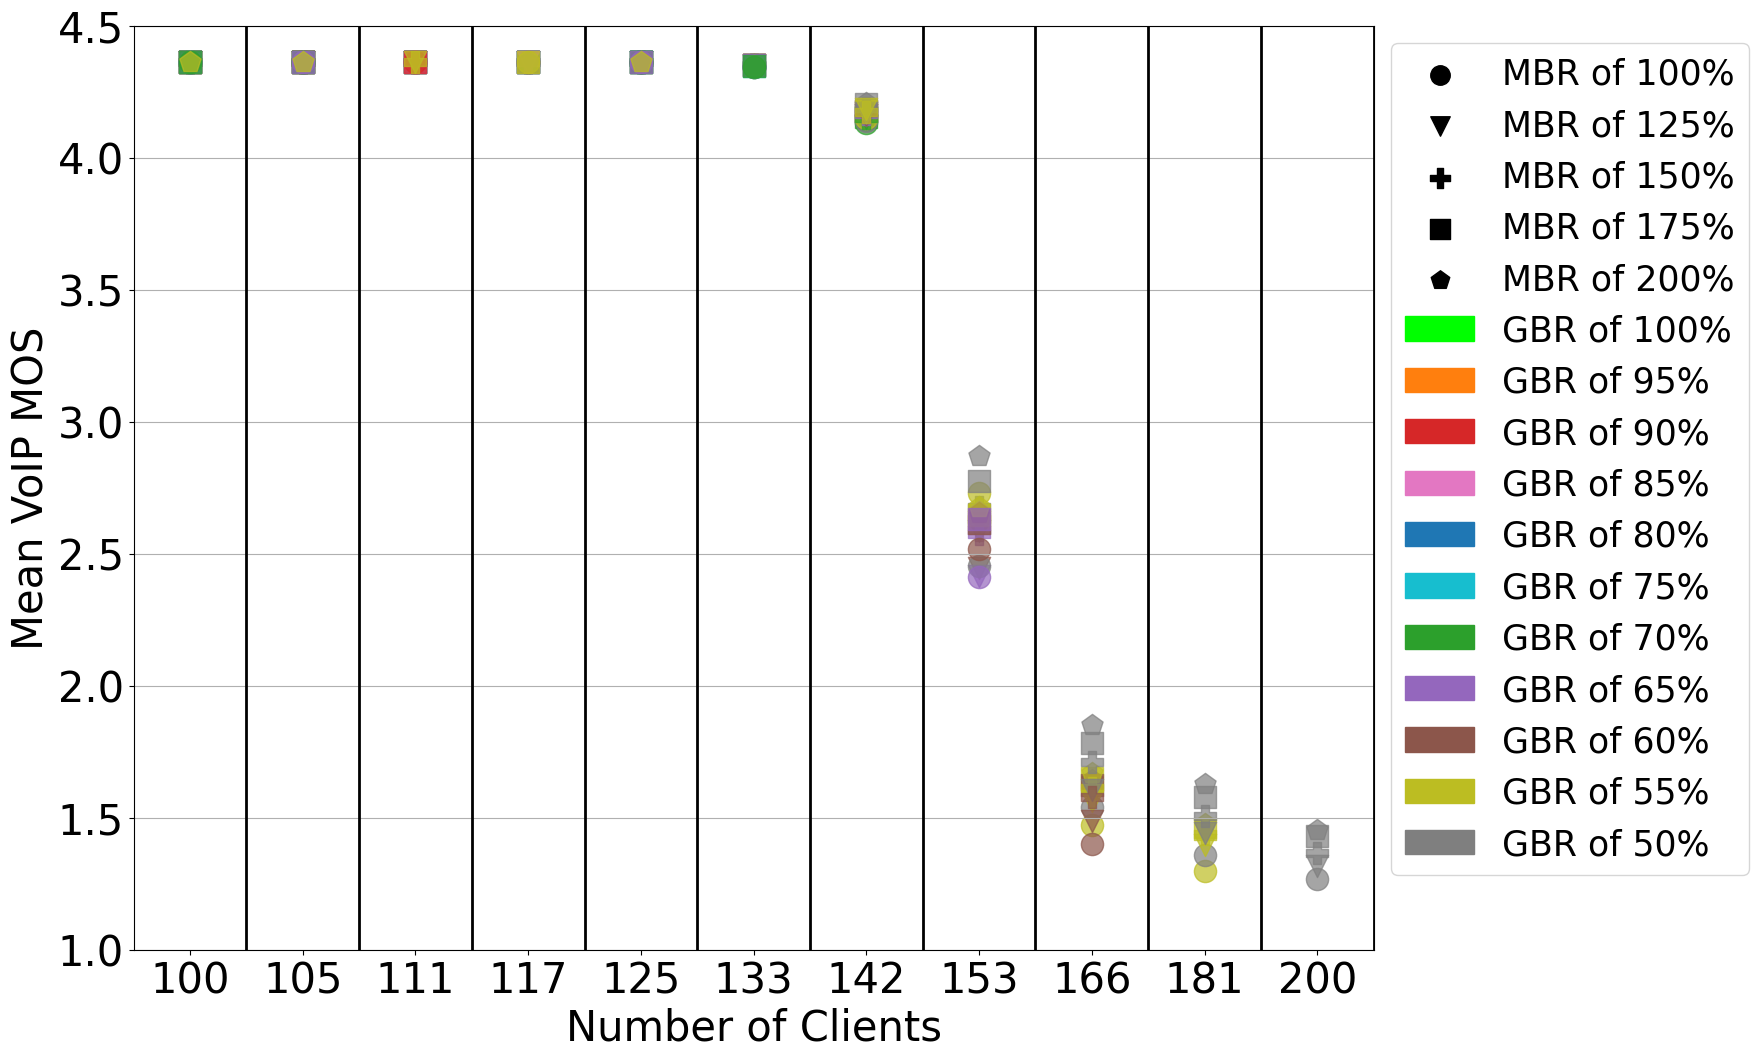 4.5
4.0
3.5
3.0
2.5
2.0
1.5
1.0
Mean VoIP MOS
100 105 111 117 125 133 142 153 166 181 200
Number of Clients
MBR of 100%
MBR of 125%
MBR of 150%
MBR of 175%
MBR of 200%
GBR of 100%
GBR of 95%
GBR of 90%
GBR of 85%
GBR of 80%
GBR of 75%
GBR of 70%
GBR of 65%
GBR of 60%
GBR of 55%
GBR of 50%